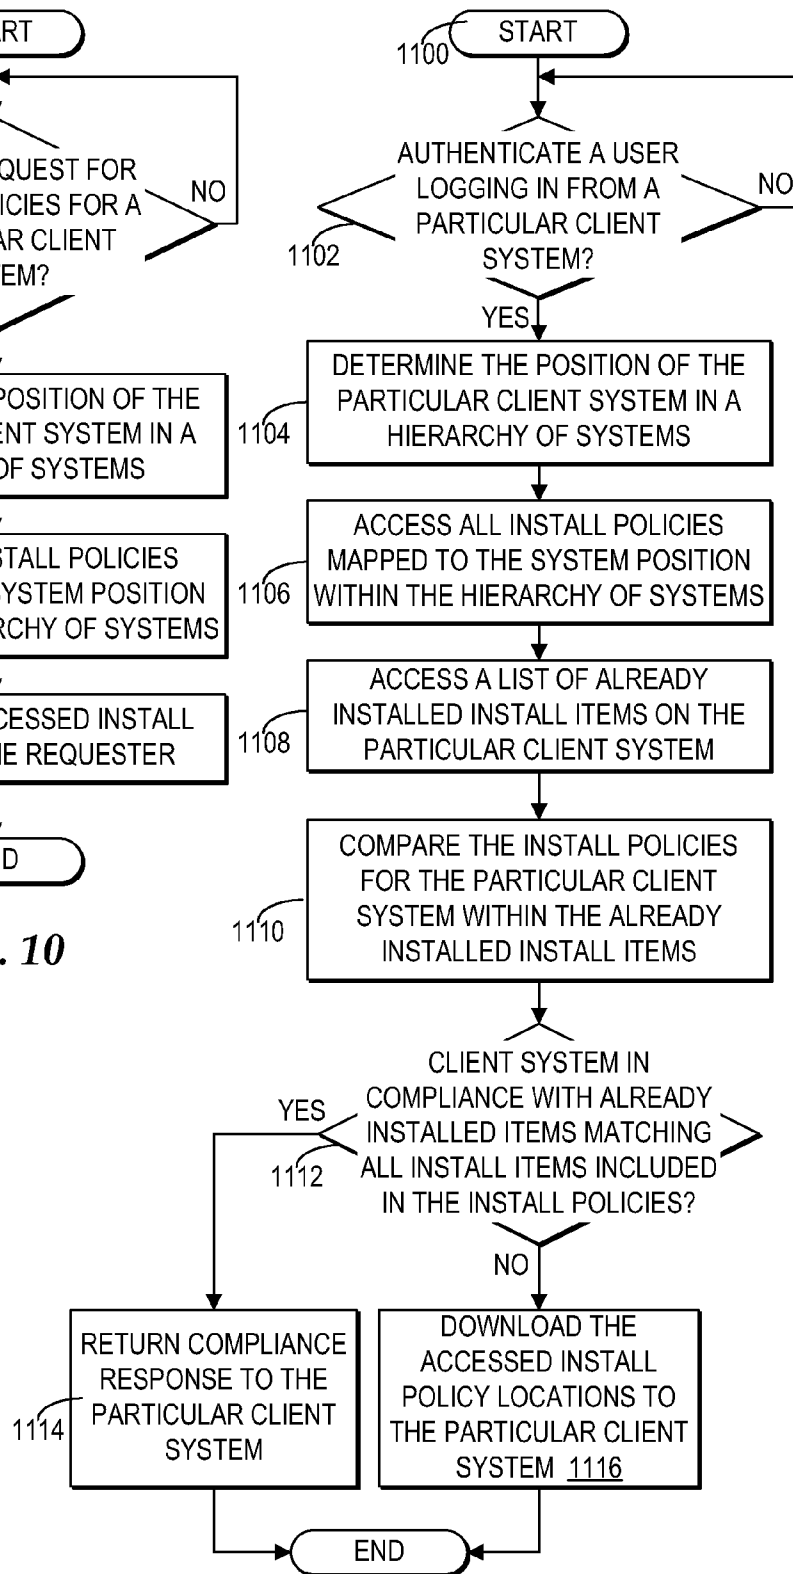 RT
QUEST FOR
ICIES FOR A
AR CLIENT
EM?
NO
POSITION OF THE
ENT SYSTEM IN A
OF SYSTEMS
STALL POLICIES
SYSTEM POSITION
RCHY OF SYSTEMS
CESSED INSTALL
E REQUESTER
D
. 10
1100
START
AUTHENTICATE A USER
LOGGING IN FROM A
PARTICULAR CLIENT
SYSTEM?
NO
1102
YES
DETERMINE THE POSITION OF THE
PARTICULAR CLIENT SYSTEM IN A
HIERARCHY OF SYSTEMS
1104
ACCESS ALL INSTALL POLICIES
MAPPED TO THE SYSTEM POSITION
WITHIN THE HIERARCHY OF SYSTEMS
1106
ACCESS A LIST OF ALREADY
INSTALLED INSTALL ITEMS ON THE
PARTICULAR CLIENT SYSTEM
1108
COMPARE THE INSTALL POLICIES
FOR THE PARTICULAR CLIENT
SYSTEM WITHIN THE ALREADY
INSTALLED INSTALL ITEMS
1110
CLIENT SYSTEM IN
COMPLIANCE WITH ALREADY
INSTALLED ITEMS MATCHING
ALL INSTALL ITEMS INCLUDED
IN THE INSTALL POLICIES?
YES
1112
NO
RETURN COMPLIANCE
RESPONSE TO THE
PARTICULAR CLIENT
SYSTEM
1114
DOWNLOAD THE
ACCESSED INSTALL
POLICY LOCATIONS TO
THE PARTICULAR CLIENT
SYSTEM 1116
END